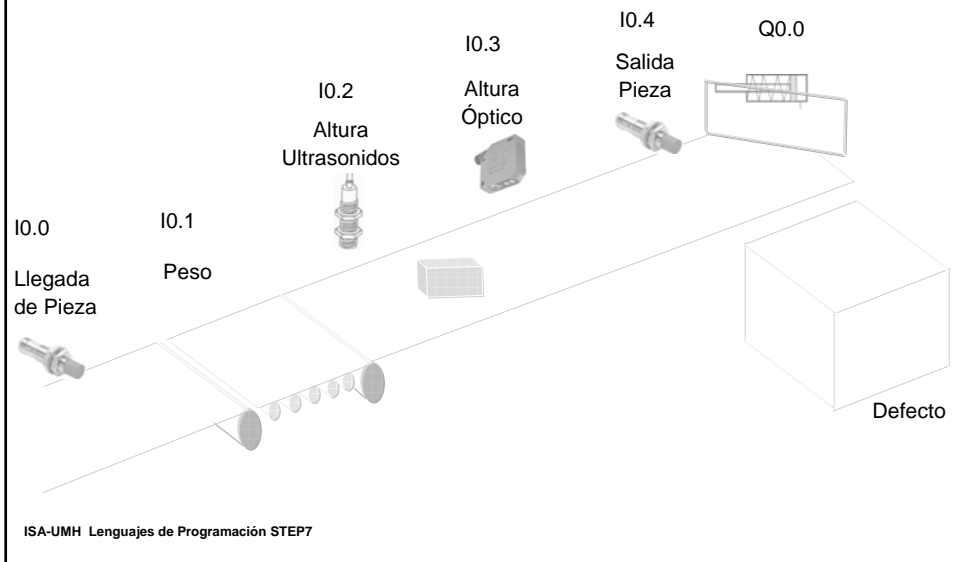 I0.0
Llegada
de Pieza
I0.1
Peso
I0.2
Altura
Ultrasonidos
I0.3
Altura
Óptico
I0.4
Salida
Pieza
Q0.0
Defecto
ISA-UMH Lenguajes de Programación STEP7